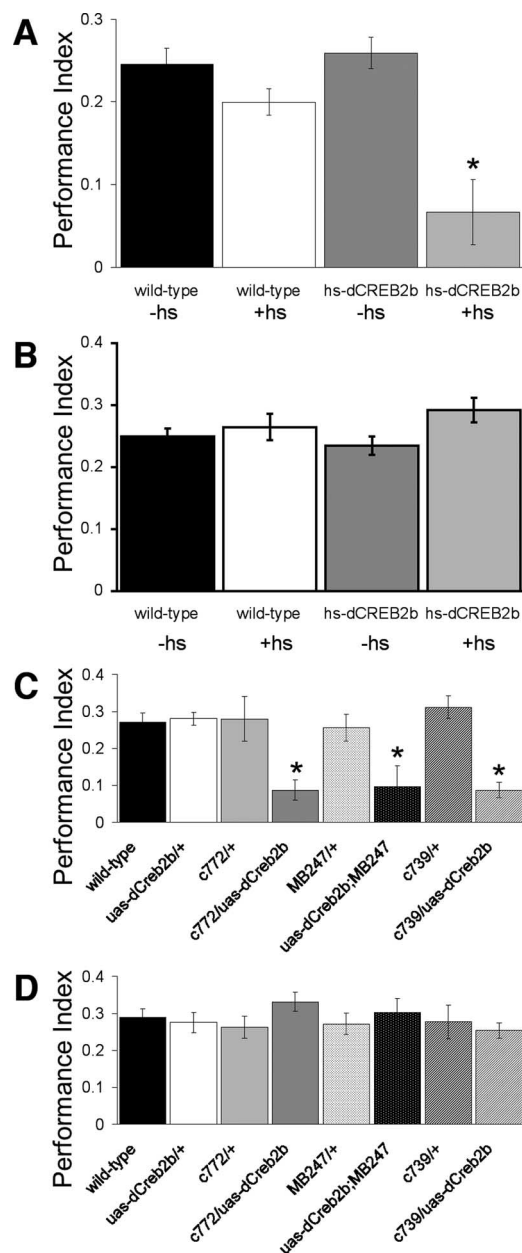 A
Performance Index
0.3
0.2
0.1
0
*
wild-type wild-type hs-dCREB2b hs-dCREB2b
-hs +hs -hs +hs
B
Performance Index
0.4
0.3
0.2
0.1
0
wild-type wild-type hs-dCREB2b hs-dCREB2b
-hs +hs -hs +hs
C
Performance Index
0.4
0.3
0.2
0.1
0
* * *
wild-type uas-dCreb2b/+ c772/+ c772/uas-dCreb2b MB247/+ uas-dCreb2b;MB247 c739/+ c739/uas-dCreb2b
D
Performance Index
0.4
0.3
0.2
0.1
0
wild-type uas-dCreb2b/+ c772/+ c772/uas-dCreb2b MB247/+ uas-dCreb2b;MB247 c739/+ c739/uas-dCreb2b